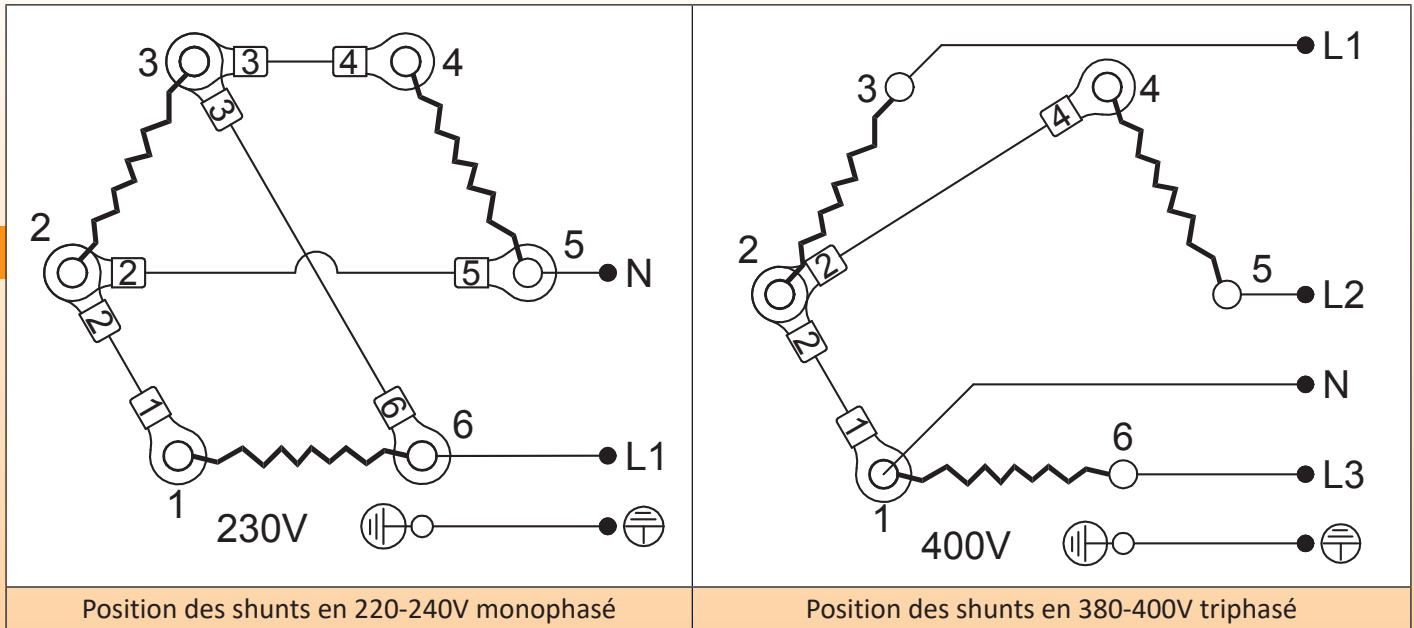 3 3 4 4
3
2
2
5
5
N
2
1
6
6
L1
1
230V
Position des shunts en 220-240V monophasé
L1
3
4
4
2
2
5
L2
2
N
1
6
L3
1
400V
Position des shunts en 380-400V triphasé